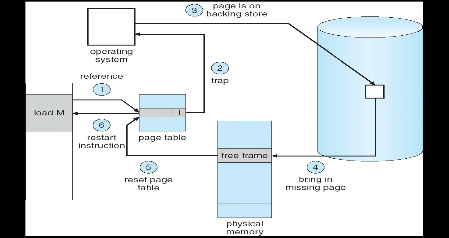 3
page is on
backing store
operating
system
2
trap
reference
1
load M
i
6
restart
instruction
page table
free frame
4
bring in
missing page
5
reset page
table
physical
memory